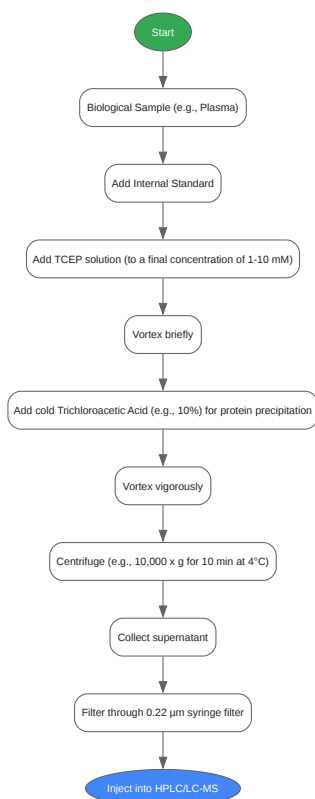 Start
Biological Sample (e.g., Plasma)
Add Internal Standard
Add TCEP solution (to a final concentration of 1-10 mM)
Vortex briefly
Add cold Trichloroacetic Acid (e.g., 10%) for protein precipitation
Vortex vigorously
Centrifuge (e.g., 10,000 x g for 10 min at 4°C)
Collect supernatant
Filter through 0.22 µm syringe filter
Inject into HPLC/LC-MS